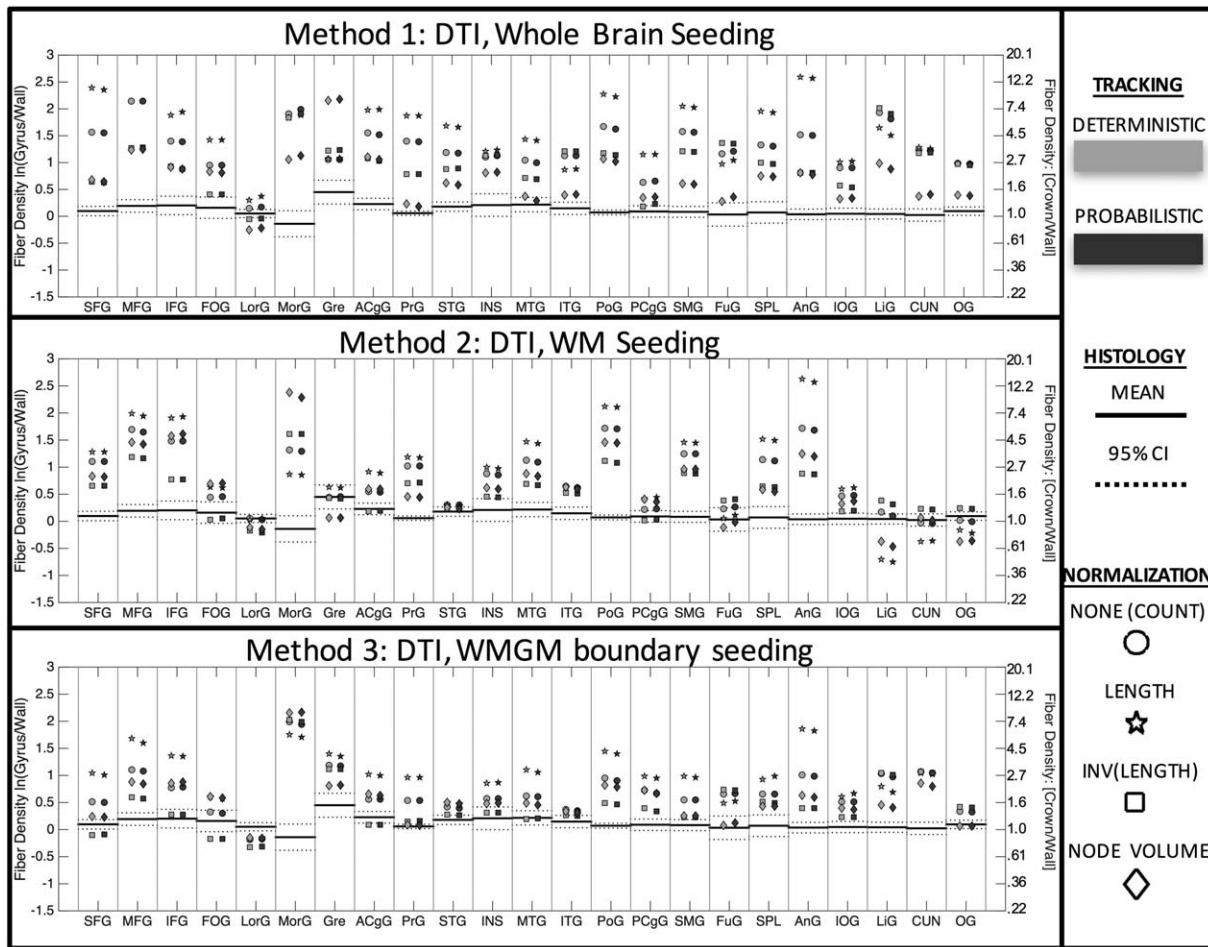 Method 1: DTI, Whole Brain Seeding
Fiber Density ln(Gyrus/Wall)
3
2.5
2
1.5
1
0.5
0
-0.5
-1
-1.5
20.1
12.2
7.4
4.5
2.7
1.6
1.0
.61
.36
.22
Fiber Density: [Crown/Wall]
SFG MFG IFG FOG LorG MorG Gre ACgG PrG STG INS MTG ITG PoG PCgG SMG FuG SPL AnG IOG LiG CUN OG
Method 2: DTI, WM Seeding
Fiber Density ln(Gyrus/Wall)
3
2.5
2
1.5
1
0.5
0
-0.5
-1
-1.5
20.1
12.2
7.4
4.5
2.7
1.6
1.0
.61
.36
.22
Fiber Density: [Crown/Wall]
SFG MFG IFG FOG LorG MorG Gre ACgG PrG STG INS MTG ITG PoG PCgG SMG FuG SPL AnG IOG LiG CUN OG
Method 3: DTI, WMGM boundary seeding
Fiber Density ln(Gyrus/Wall)
3
2.5
2
1.5
1
0.5
0
-0.5
-1
-1.5
20.1
12.2
7.4
4.5
2.7
1.6
1.0
.61
.36
.22
Fiber Density: [Crown/Wall]
SFG MFG IFG FOG LorG MorG Gre ACgG PrG STG INS MTG ITG PoG PCgG SMG FuG SPL AnG IOG LiG CUN OG
TRACKING
DETERMINISTIC
PROBABILISTIC
HISTOLOGY
MEAN
95% CI
NORMALIZATION
NONE (COUNT)
LENGTH
INV(LENGTH)
NODE VOLUME